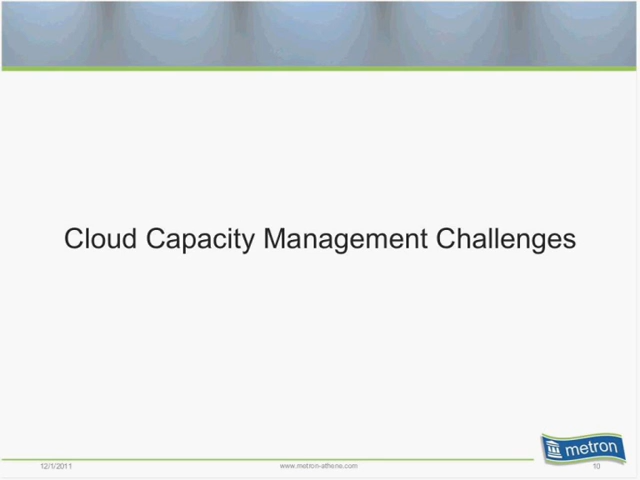 Cloud Capacity Management Challenges
metron
12/1/2011
www.metron-athene.com
10